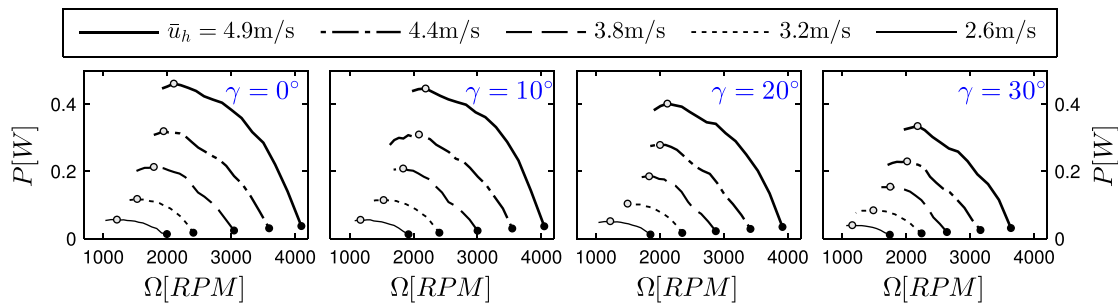 ū_h = 4.9m/s 4.4m/s 3.8m/s 3.2m/s 2.6m/s
γ = 0° γ = 10° γ = 20° γ = 30°
0.4 0.4
0.2 0.2
0 0
P[W] P[W]
1000 2000 3000 4000 1000 2000 3000 4000 1000 2000 3000 4000 1000 2000 3000 4000
Ω[RPM] Ω[RPM] Ω[RPM] Ω[RPM]